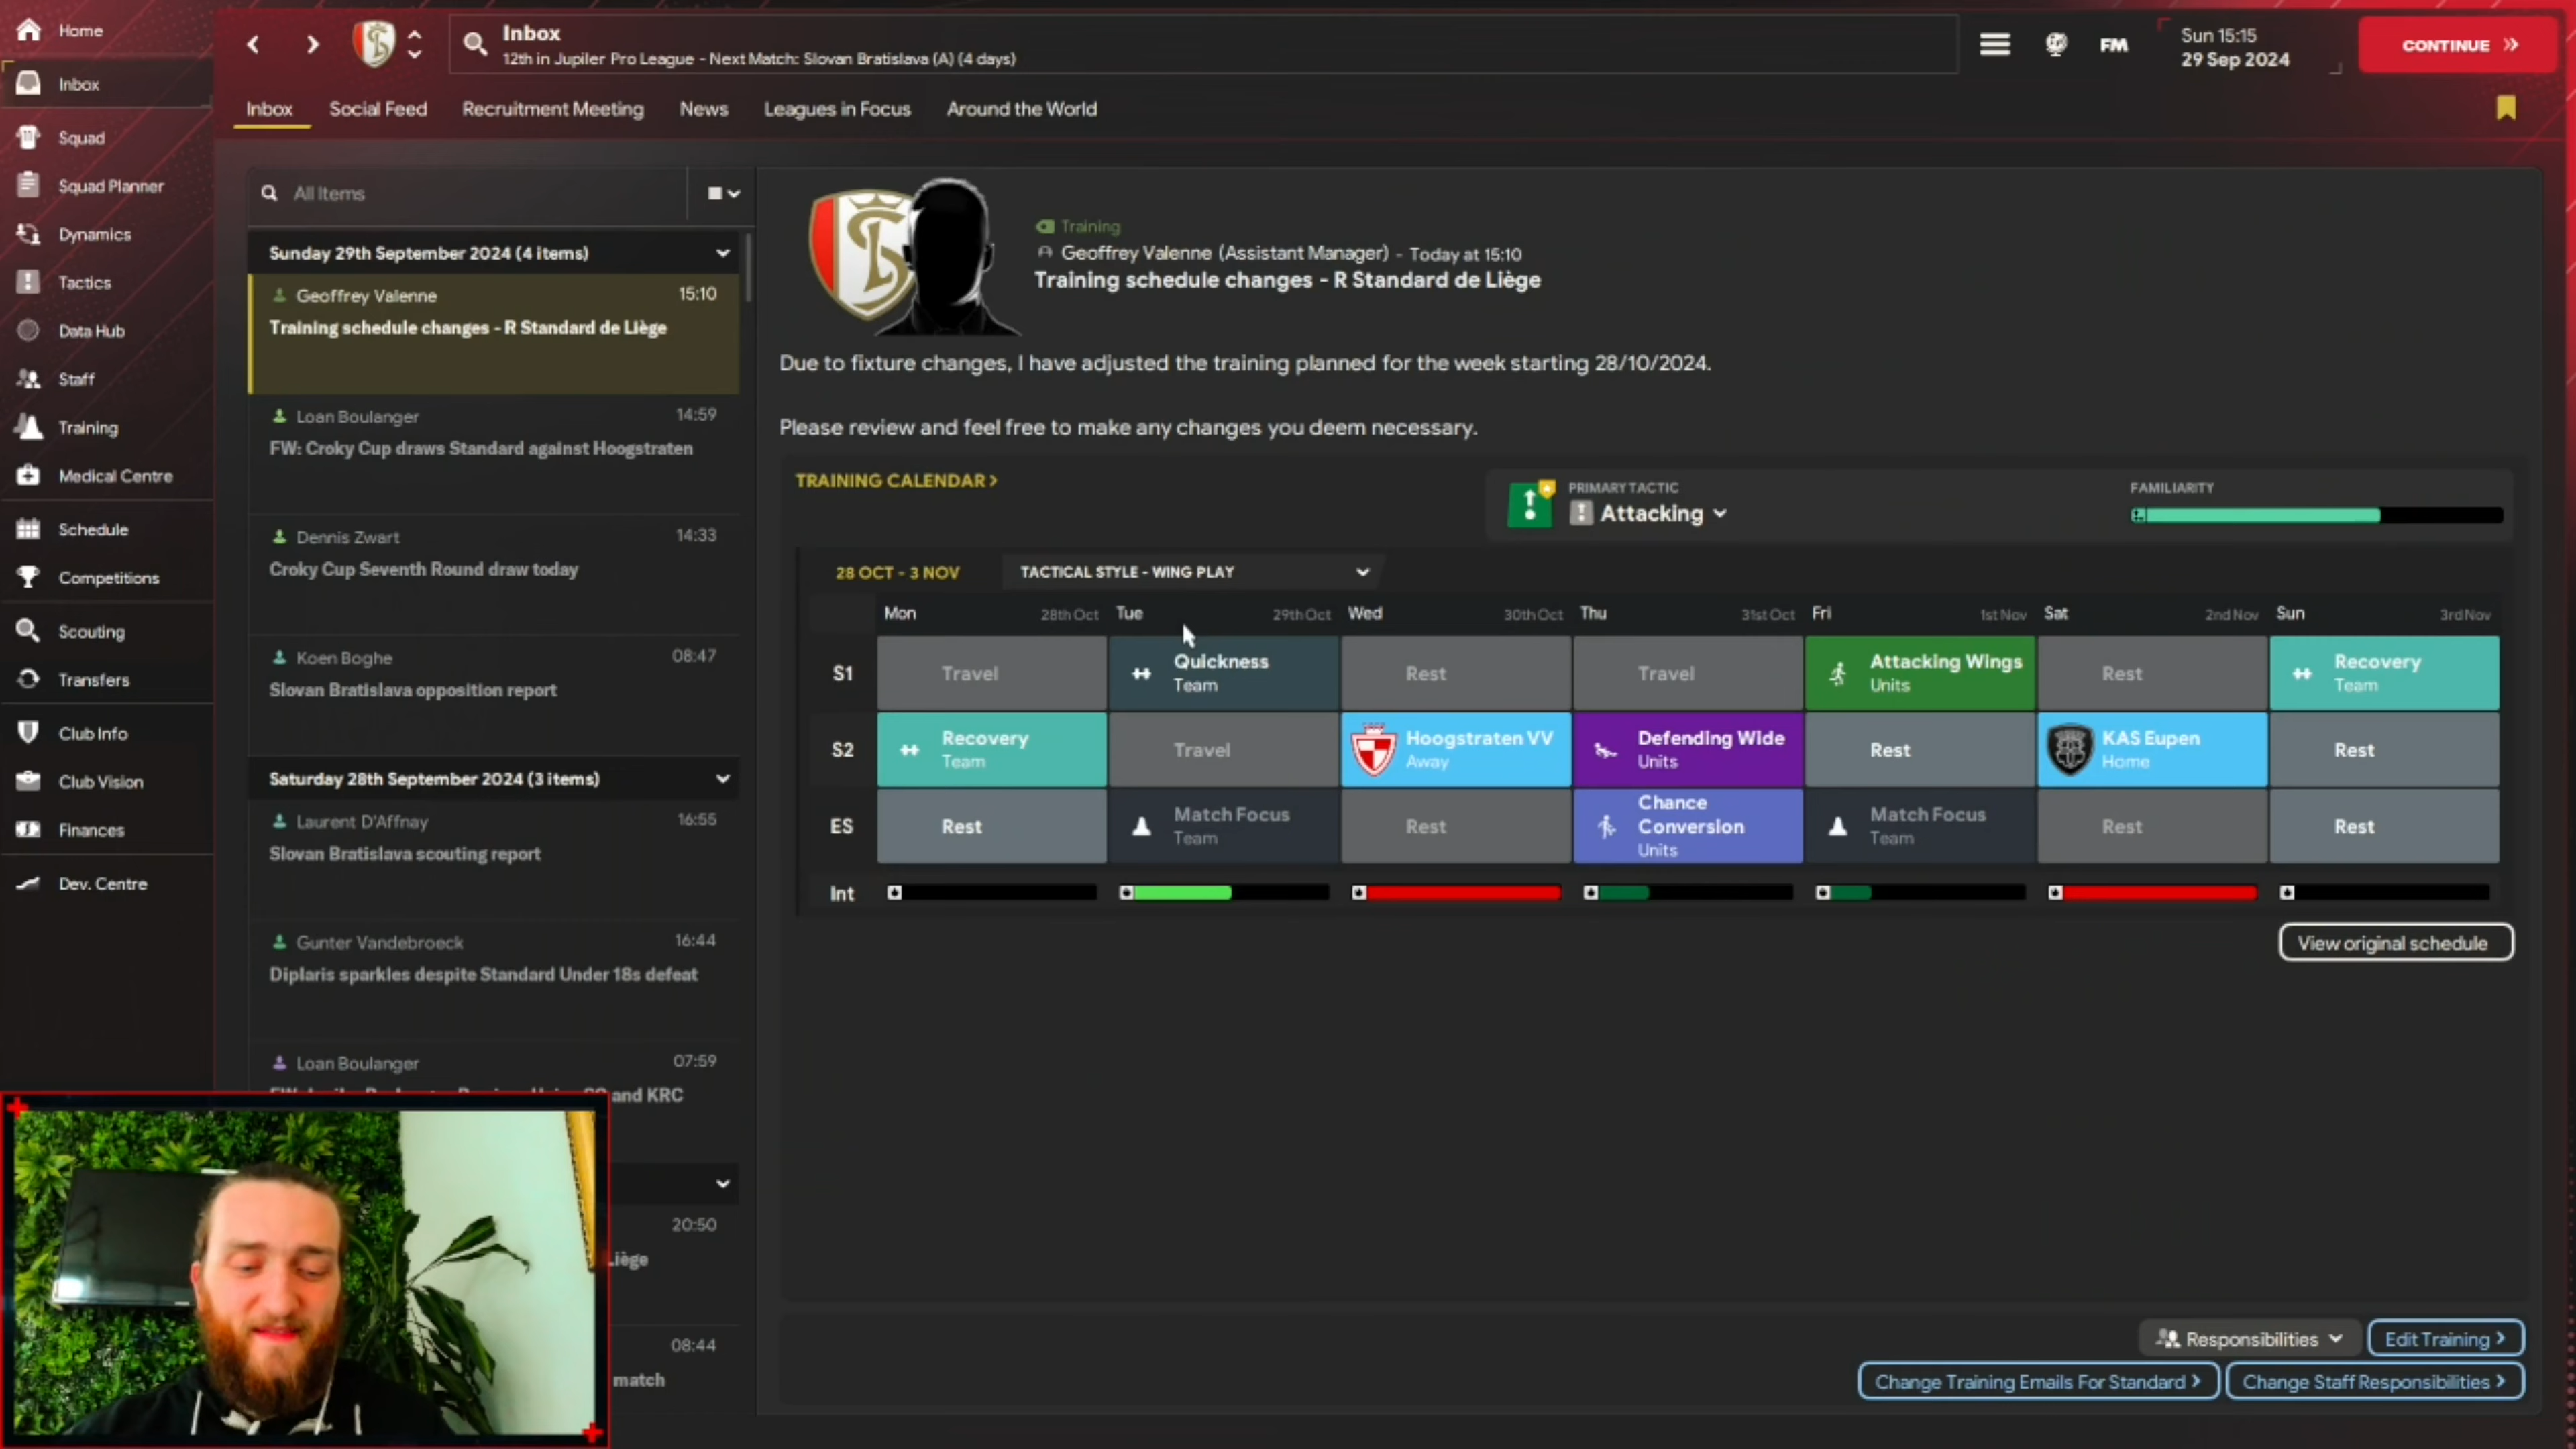 Home
Inbox
Squad
Squad Planner
Dynamics
Tactics
Data Hub
Staff
Training
Medical Centre
Schedule
Competitions
Scouting
Transfers
Club Info
Club Vision
Finances
Dev. Centre
Inbox
12th in Jupiler Pro League - Next Match: Slovan Bratislava (A) (4 days)
FM
Sun 15:15
29 Sep 2024
CONTINUE
Inbox Social Feed Recruitment Meeting News Leagues in Focus Around the World
All Items
Sunday 29th September 2024 (4 items)
Geoffrey Valenne 15:10
Training schedule changes - R Standard de Liège
Loan Boulanger 14:59
FW: Croky Cup draws Standard against Hoogstraten
Dennis Zwart 14:33
Croky Cup Seventh Round draw today
Koen Boghe 08:47
Slovan Bratislava opposition report
Saturday 28th September 2024 (3 items)
Laurent D'Affnay 16:55
Slovan Bratislava scouting report
Gunter Vandebroeck 16:44
Diplaris sparkles despite Standard Under 18s defeat
Loan Boulanger 07:59
and KRC
20:50
Liège
08:44
match
Training
Geoffrey Valenne (Assistant Manager) - Today at 15:10
Training schedule changes - R Standard de Liège
Due to fixture changes, I have adjusted the training planned for the week starting 28/10/2024.
Please review and feel free to make any changes you deem necessary.
TRAINING CALENDAR >
PRIMARY TACTIC
Attacking
FAMILIARITY
28 OCT - 3 NOV TACTICAL STYLE - WING PLAY
Mon 28th Oct Tue 29th Oct Wed 30th Oct Thu 31st Oct Fri 1st Nov Sat 2nd Nov Sun 3rd Nov
S1 Travel Quickness Rest Travel Attacking Wings Rest Recovery
Team Units Team
S2 Recovery Travel Hoogstraten VV Defending Wide Rest KAS Eupen Rest
Team Away Units Home
ES Rest Match Focus Rest Chance Conversion Match Focus Rest Rest
Team Units Team
Int
View original schedule
Responsibilities Edit Training >
Change Training Emails For Standard > Change Staff Responsibilities >